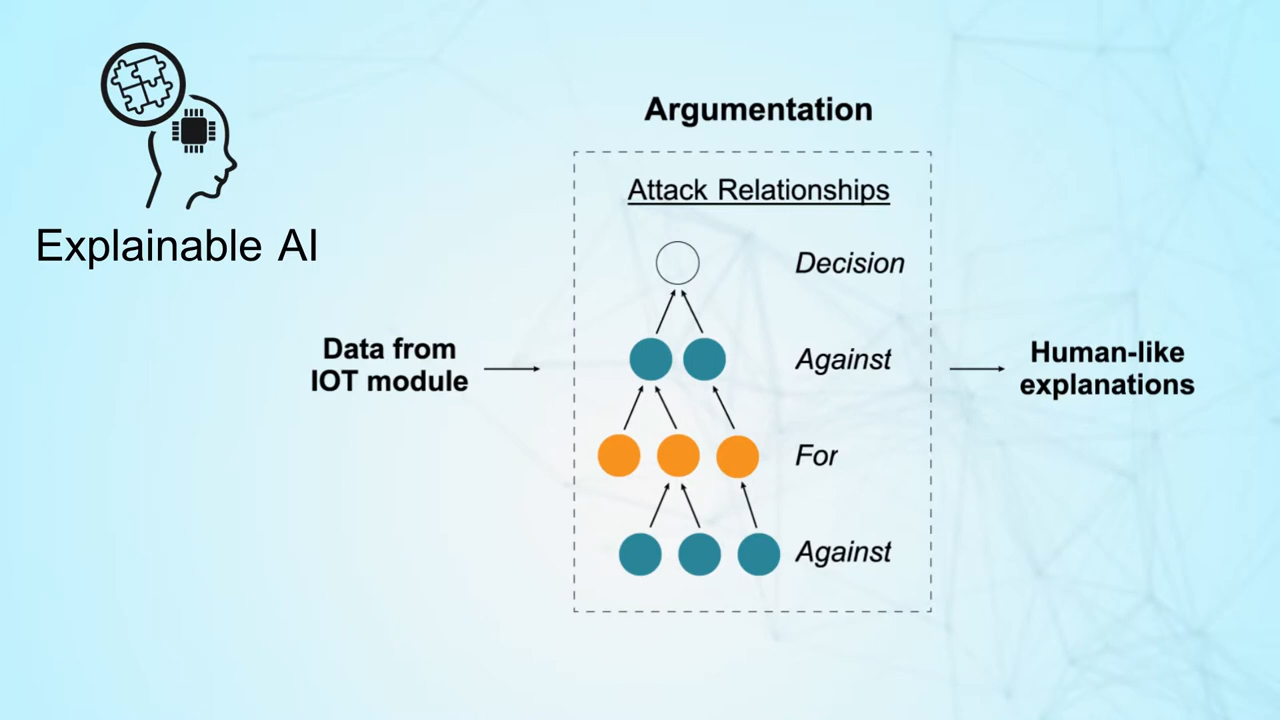 Explainable AI
Argumentation
Attack Relationships
Decision
Data from
IOT module
Against
Human-like
explanations
For
Against